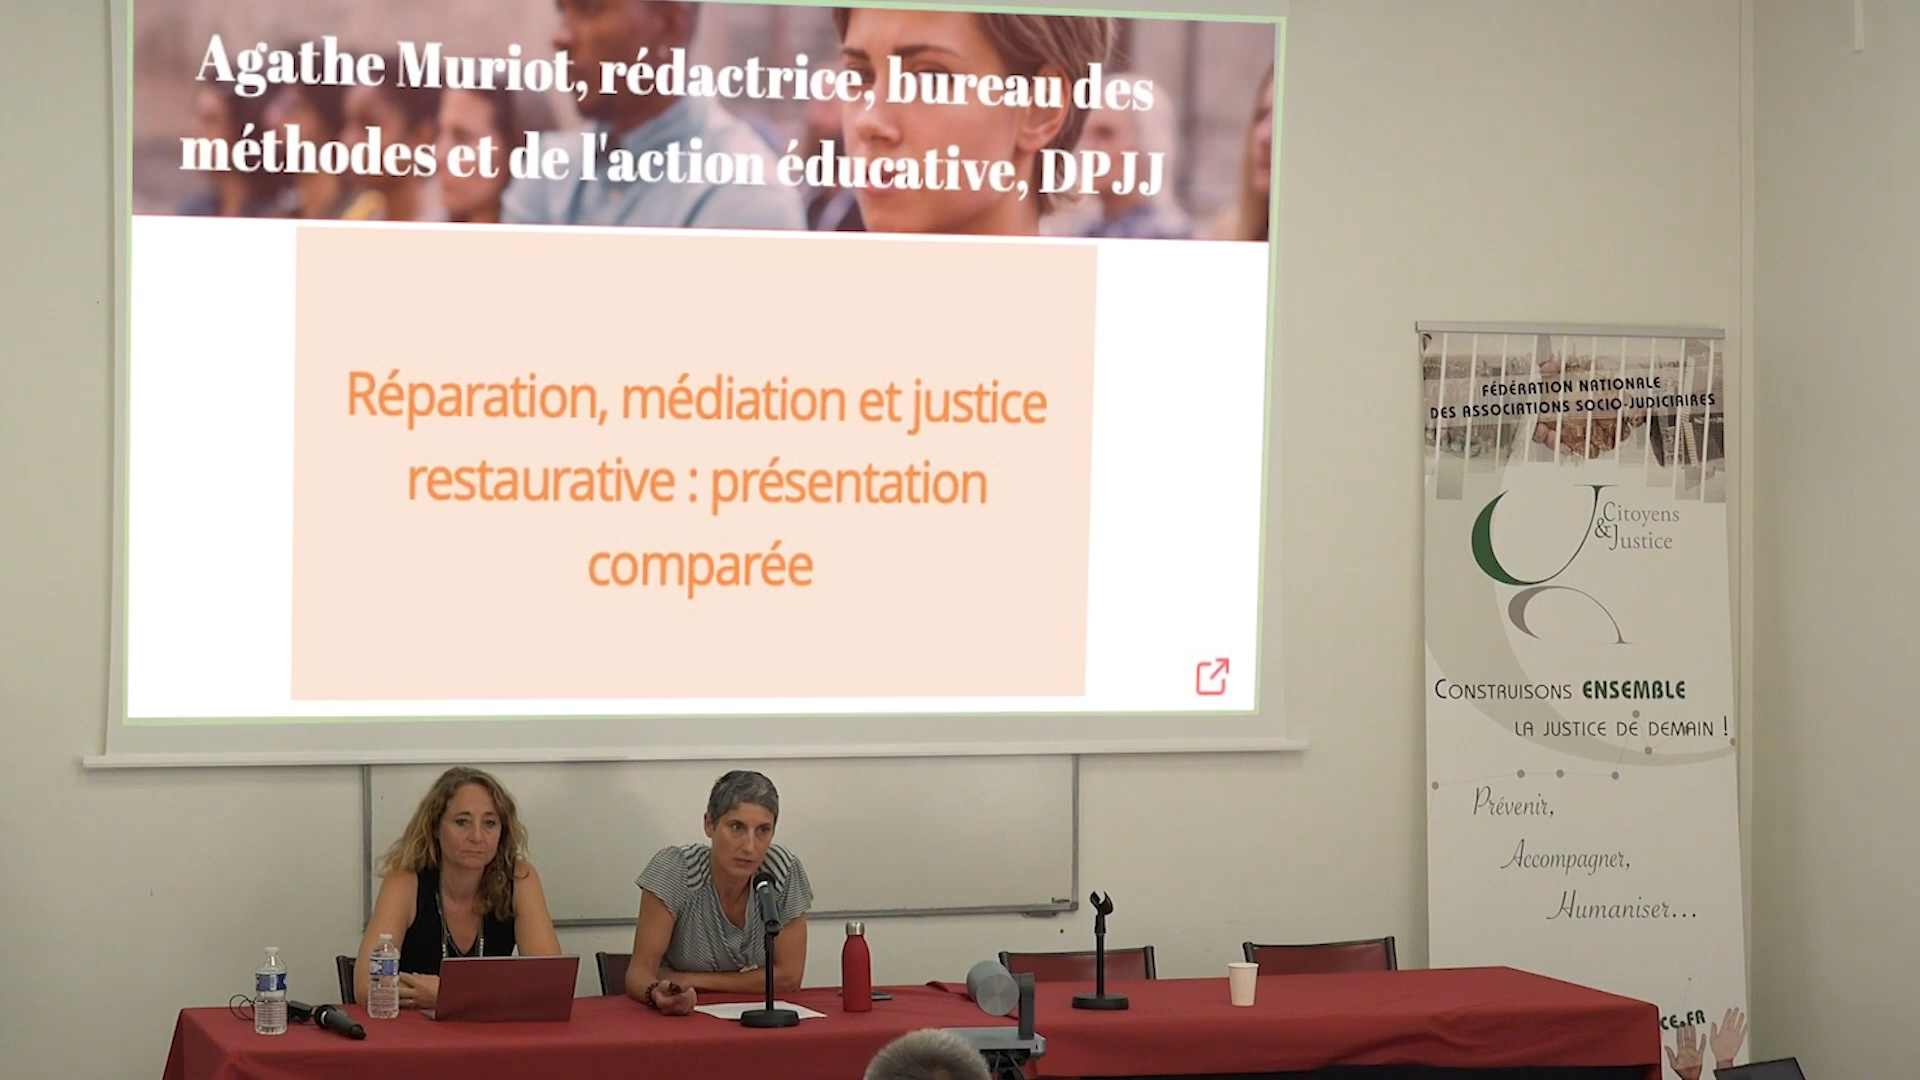 Agathe Muriot, rédactrice, bureau des
méthodes et de l'action éducative, DPJJ
Réparation, médiation et justice
restaurative : présentation
comparée
FÉDÉRATION NATIONALE
DES ASSOCIATIONS SOCIO-JUDICIAIRES
Citoyens
&Justice
CONSTRUISONS ENSEMBLE
LA JUSTICE DE DEMAIN !
Prévenir,
Accompagner,
Humaniser...
CE.FR